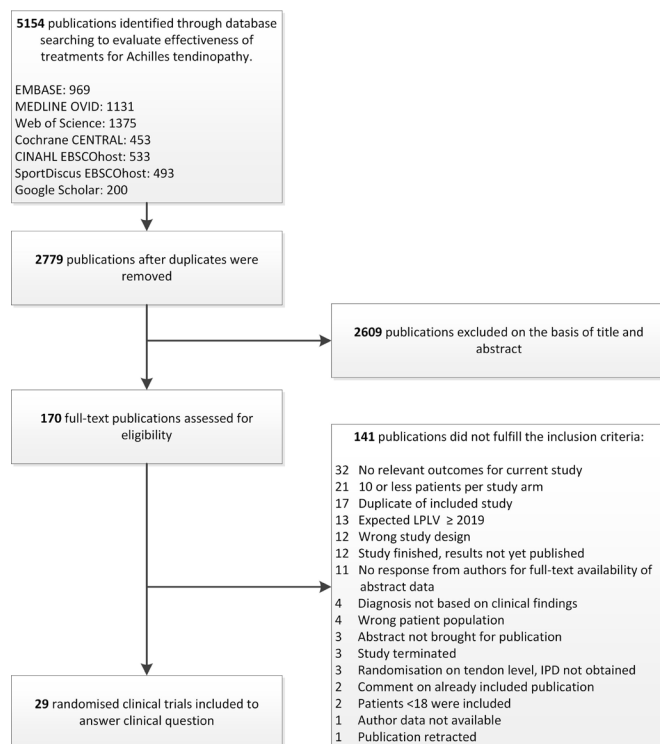 5154 publications identified through database
searching to evaluate effectiveness of
treatments for Achilles tendinopathy.
EMBASE: 969
MEDLINE OVID: 1131
Web of Science: 1375
Cochrane CENTRAL: 453
CINAHL EBSCOhost: 533
SportDiscus EBSCOhost: 493
Google Scholar: 200
2779 publications after duplicates were
removed
2609 publications excluded on the basis of title and
abstract
170 full-text publications assessed for
eligibility
141 publications did not fulfill the inclusion criteria:
32 No relevant outcomes for current study
21 10 or less patients per study arm
17 Duplicate of included study
13 Expected LPLV ≥ 2019
12 Wrong study design
12 Study finished, results not yet published
11 No response from authors for full-text availability of
abstract data
4 Diagnosis not based on clinical findings
4 Wrong patient population
3 Abstract not brought for publication
3 Study terminated
3 Randomisation on tendon level, IPD not obtained
2 Comment on already included publication
2 Patients <18 were included
1 Author data not available
1 Publication retracted
29 randomised clinical trials included to
answer clinical question